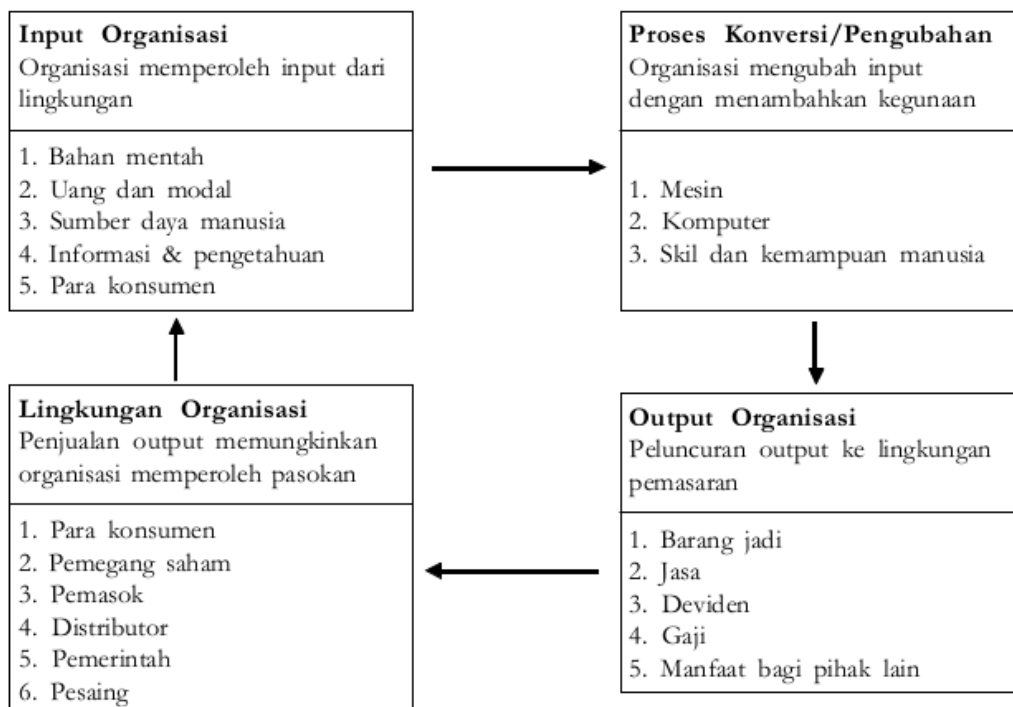 Input Organisasi
Organisasi memperoleh input dari
lingkungan
1. Bahan mentah
2. Uang dan modal
3. Sumber daya manusia
4. Informasi & pengetahuan
5. Para konsumen
Proses Konversi/Pengubahan
Organisasi mengubah input
dengan menambahkan kegunaan
1. Mesin
2. Komputer
3. Skil dan kemampuan manusia
Lingkungan Organisasi
Penjualan output memungkinkan
organisasi memperoleh pasokan
1. Para konsumen
2. Pemegang saham
3. Pemasok
4. Distributor
5. Pemerintah
6. Pesaing
Output Organisasi
Peluncuran output ke lingkungan
pemasaran
1. Barang jadi
2. Jasa
3. Deviden
4. Gaji
5. Manfaat bagi pihak lain